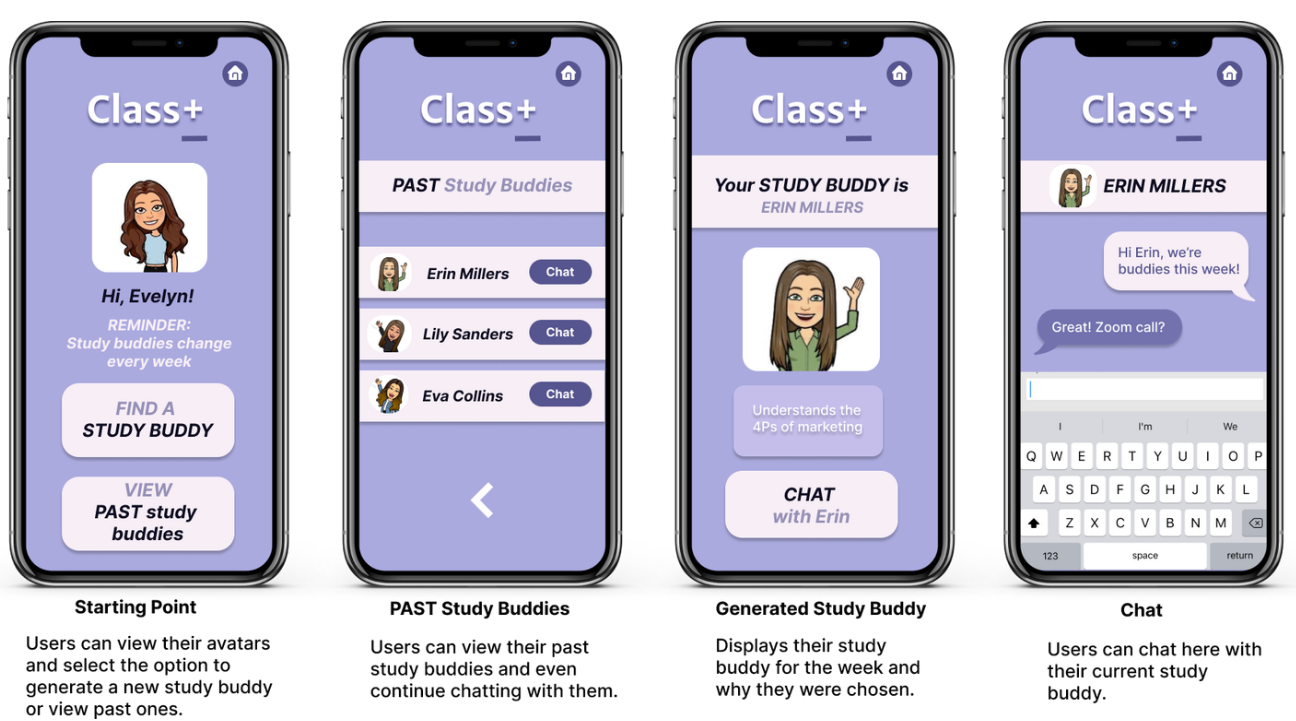 Class+
Hi, Evelyn!
REMINDER:
Study buddies change
every week
FIND A
STUDY BUDDY
VIEW
PAST study
buddies
Starting Point
Users can view their avatars
and select the option to
generate a new study buddy
or view past ones.
Class+
PAST Study Buddies
Erin Millers Chat
Lily Sanders Chat
Eva Collins Chat
PAST Study Buddies
Users can view their past
study buddies and even
continue chatting with them.
Class+
Your STUDY BUDDY is
ERIN MILLERS
Understands the
4Ps of marketing
CHAT
with Erin
Generated Study Buddy
Displays their study
buddy for the week and
why they were chosen.
Class+
ERIN MILLERS
Hi Erin, we're
buddies this week!
Great! Zoom call?
I I'm We
Q W E R T Y U I O P
A S D F G H J K L
Z X C V B N M
123 space return
Chat
Users can chat here with
their current study
buddy.